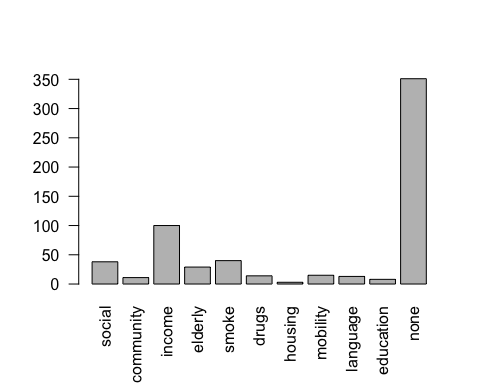 350
300
250
200
150
100
50
0
social
community
income
elderly
smoke
drugs
housing
mobility
language
education
none